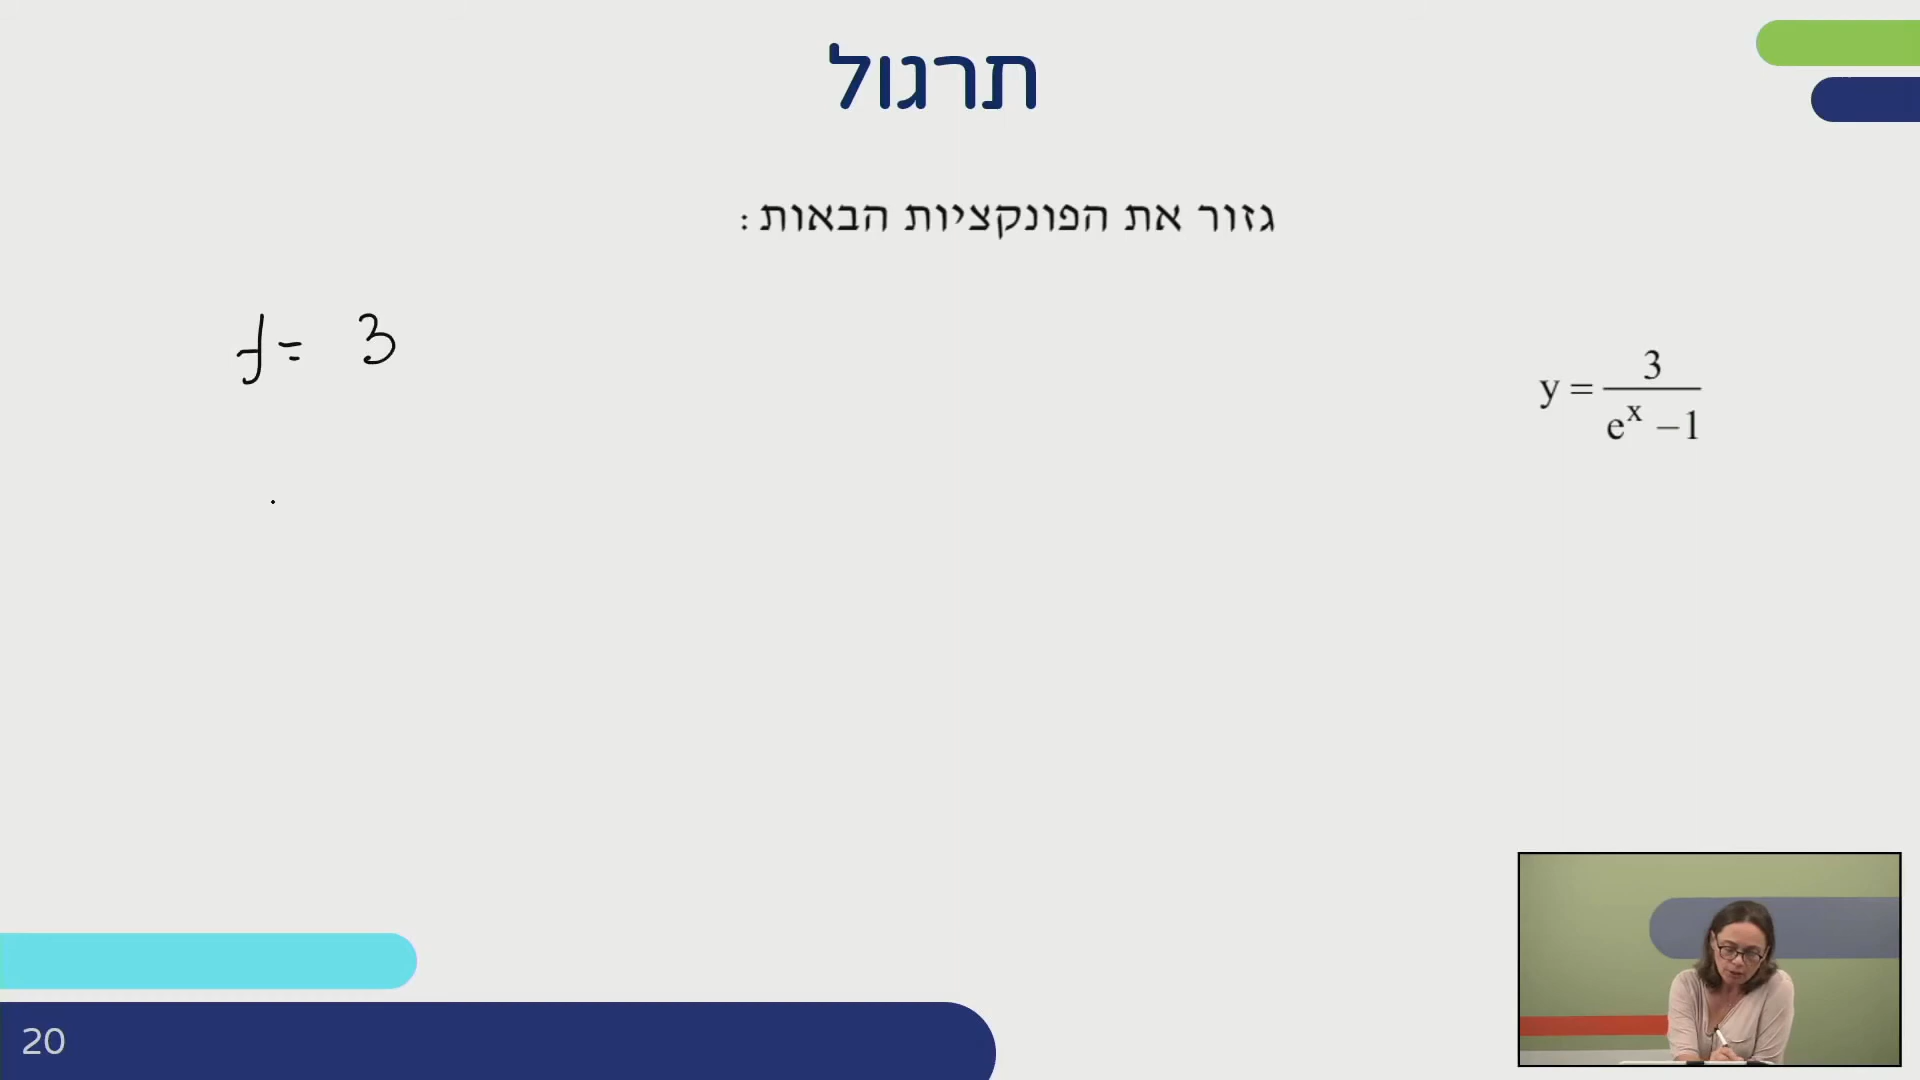 תרגול
גזור את הפונקציות הבאות:
f= 3
y = 3 / (e^x − 1)
20